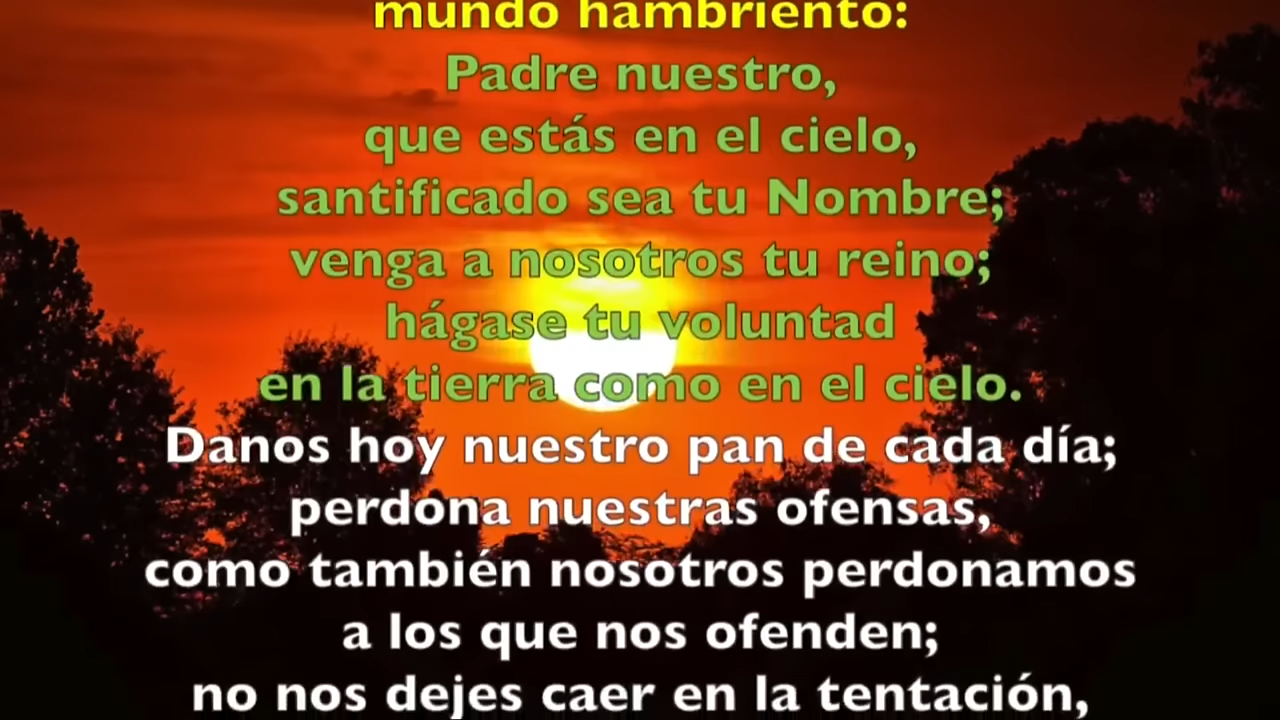 mundo hambriento:
Padre nuestro,
que estás en el cielo,
santificado sea tu Nombre;
venga a nosotros tu reino;
hágase tu voluntad
en la tierra como en el cielo.
Danos hoy nuestro pan de cada día;
perdona nuestras ofensas,
como también nosotros perdonamos
a los que nos ofenden;
no nos dejes caer en la tentación,